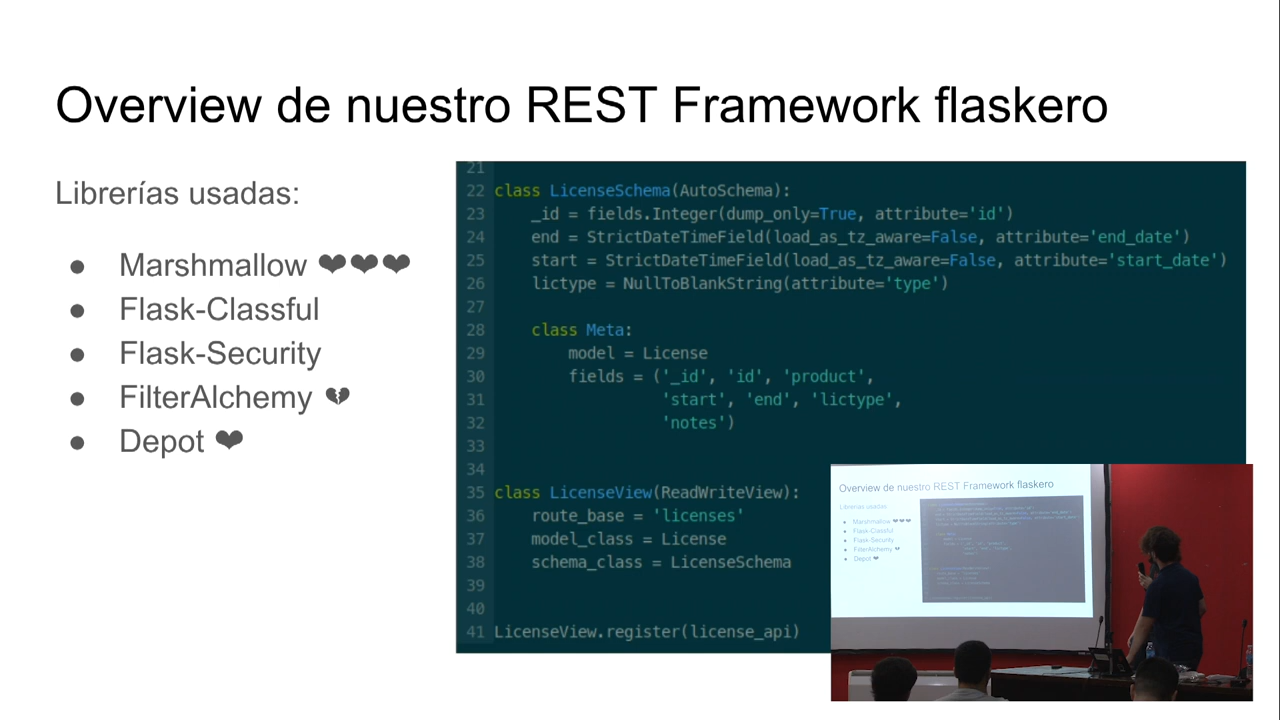 Overview de nuestro REST Framework flaskero
Librerías usadas:
● Marshmallow ❤❤❤
● Flask-Classful
● Flask-Security
● FilterAlchemy 💔
● Depot ❤
21
22 class LicenseSchema(AutoSchema):
23     _id = fields.Integer(dump_only=True, attribute='id')
24     end = StrictDateTimeField(load_as_tz_aware=False, attribute='end_date')
25     start = StrictDateTimeField(load_as_tz_aware=False, attribute='start_date')
26     lictype = NullToBlankString(attribute='type')
27
28     class Meta:
29         model = License
30         fields = ('_id', 'id', 'product',
31                   'start', 'end', 'lictype',
32                   'notes')
33
34
35 class LicenseView(ReadWriteView):
36     route_base = 'licenses'
37     model_class = License
38     schema_class = LicenseSchema
39
40
41 LicenseView.register(license_api)
Overview de nuestro REST Framework flaskero
Librerías usadas:
● Marshmallow ❤❤❤
● Flask-Classful
● Flask-Security
● FilterAlchemy 💔
● Depot ❤